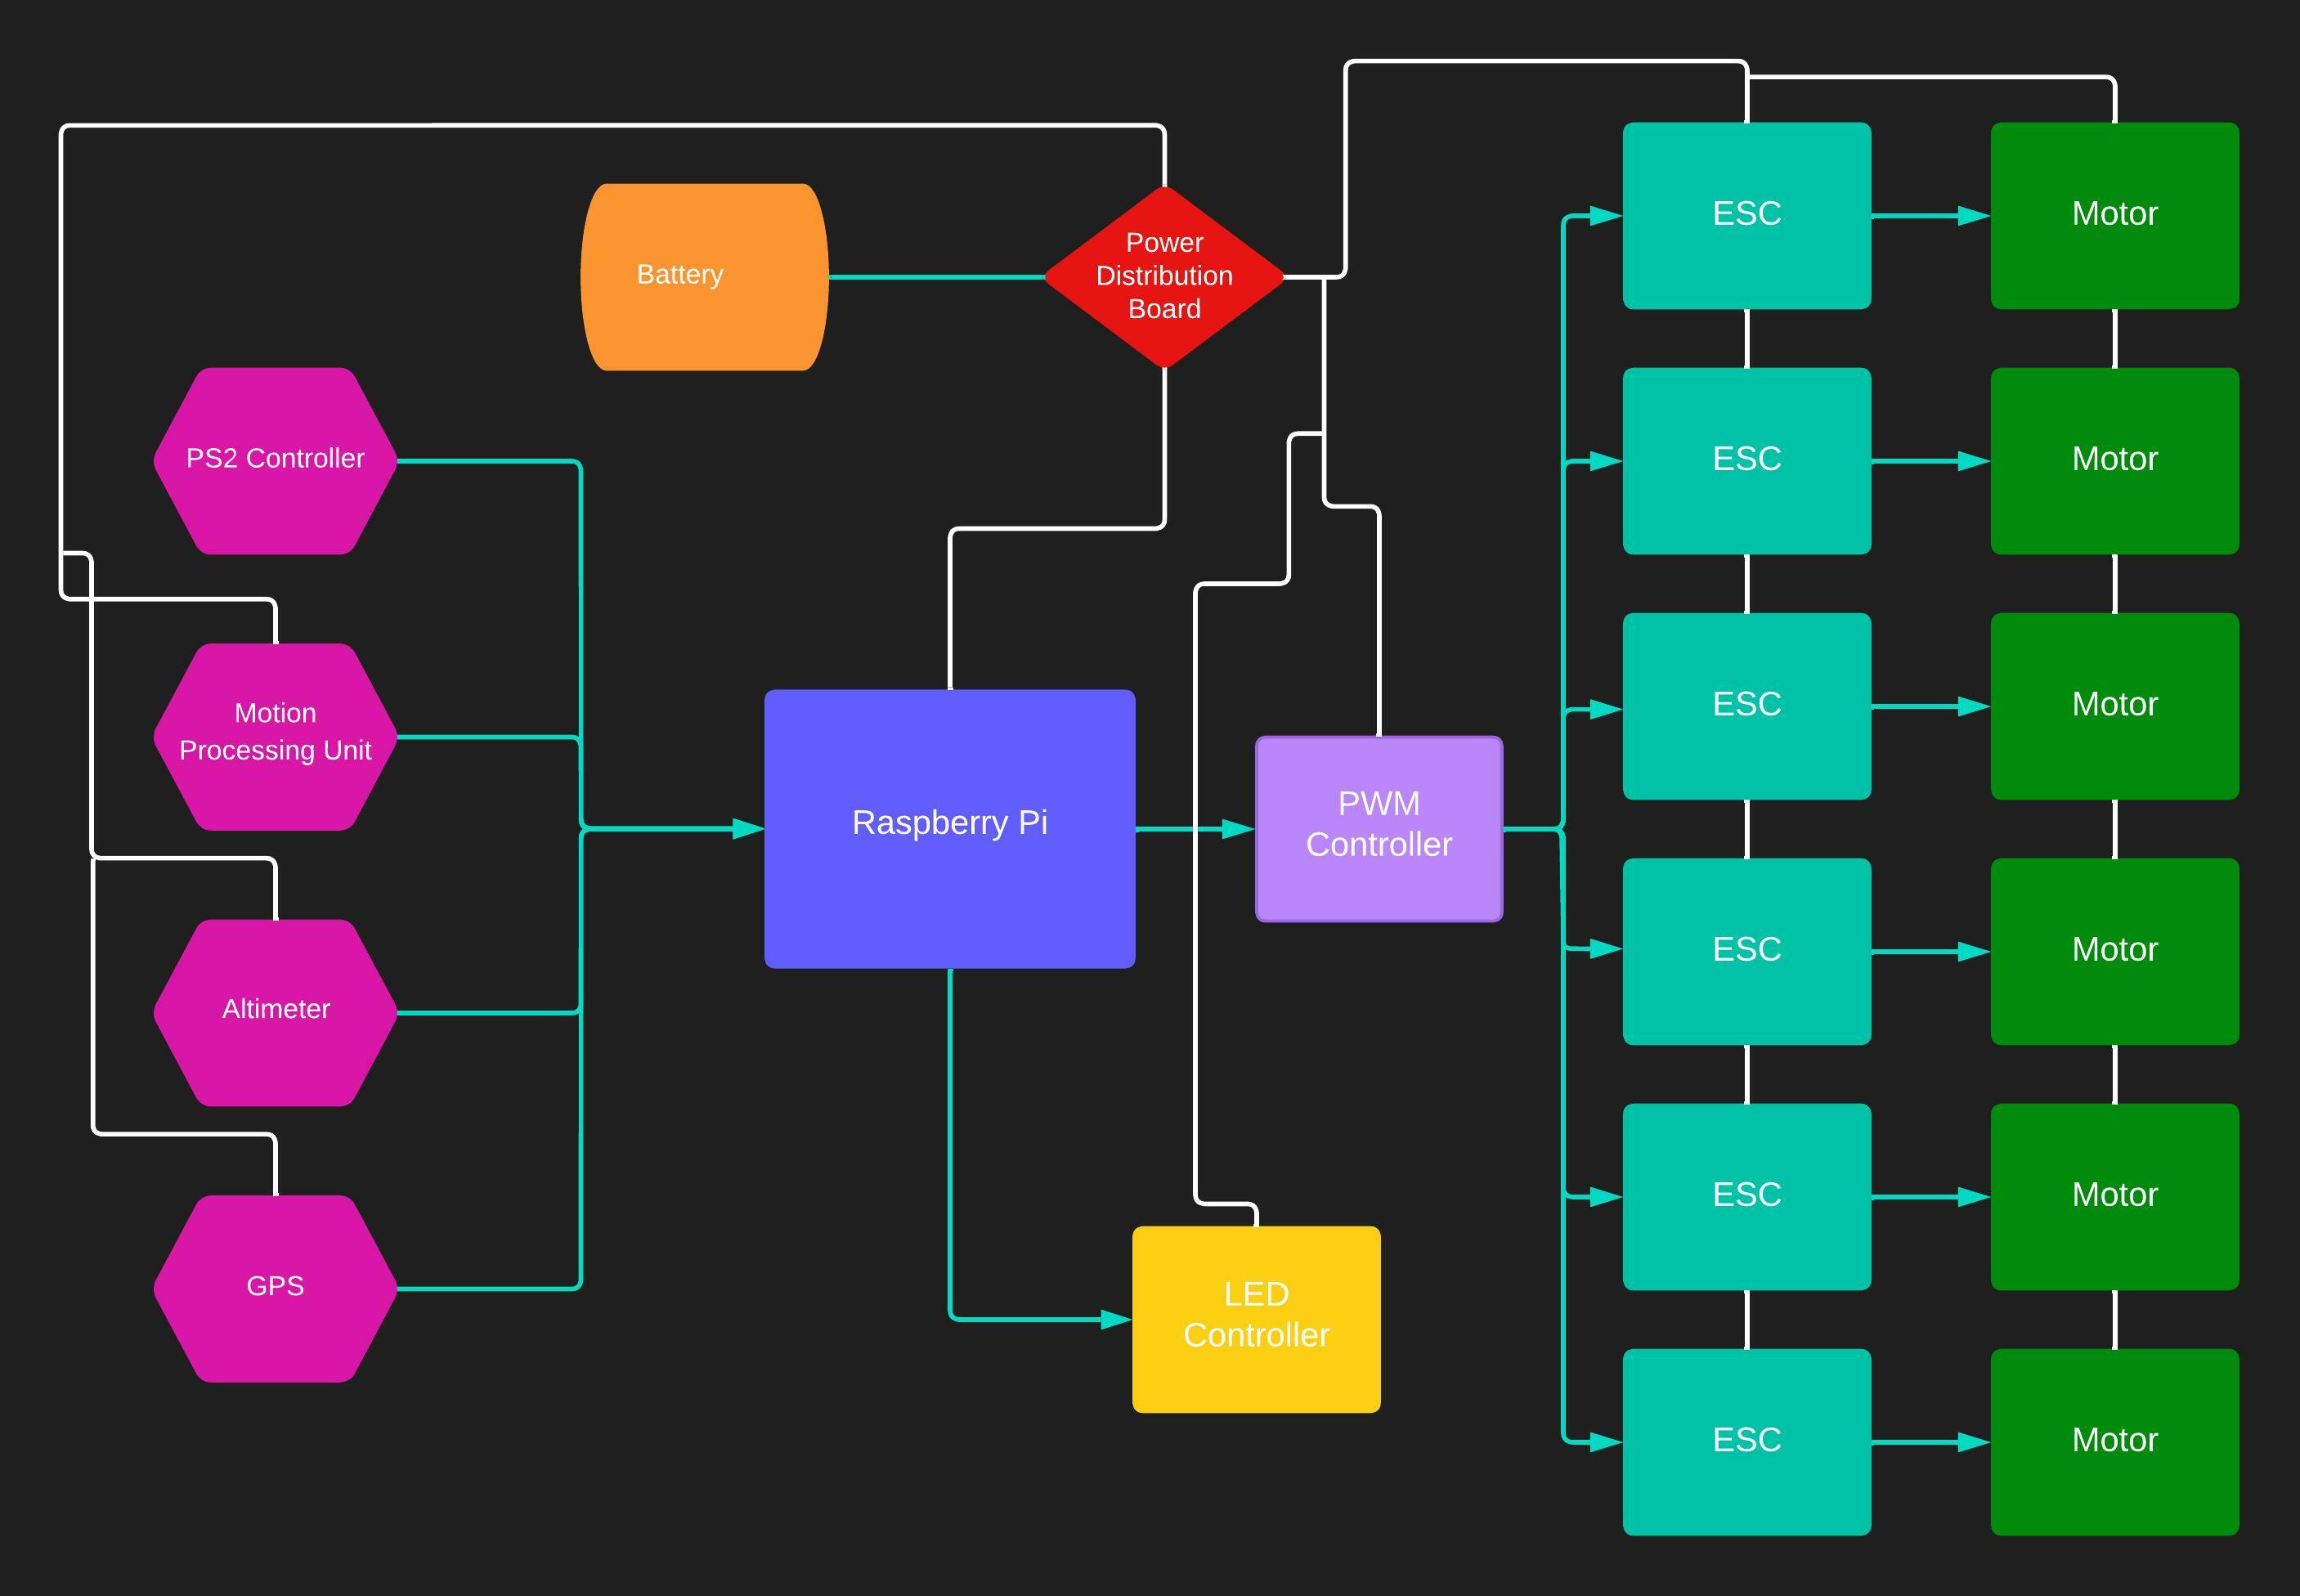 Battery
Power
Distribution
Board
PS2 Controller
Motion
Processing Unit
Altimeter
GPS
Raspberry Pi
PWM
Controller
LED
Controller
ESC
Motor
ESC
Motor
ESC
Motor
ESC
Motor
ESC
Motor
ESC
Motor